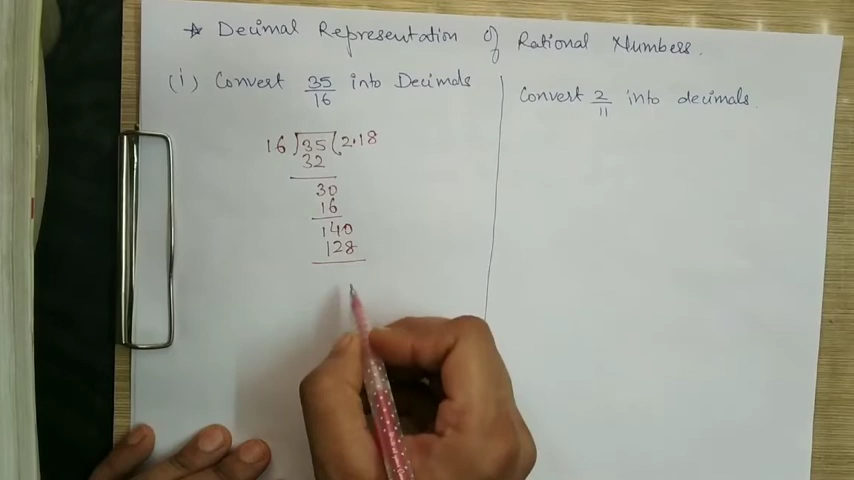 ★ Decimal Representation of Rational Numbers.
(i) Convert 35/16 into Decimals
16 ) 35 ( 2.18
32
30
16
140
128
Convert 2/11 into decimals.